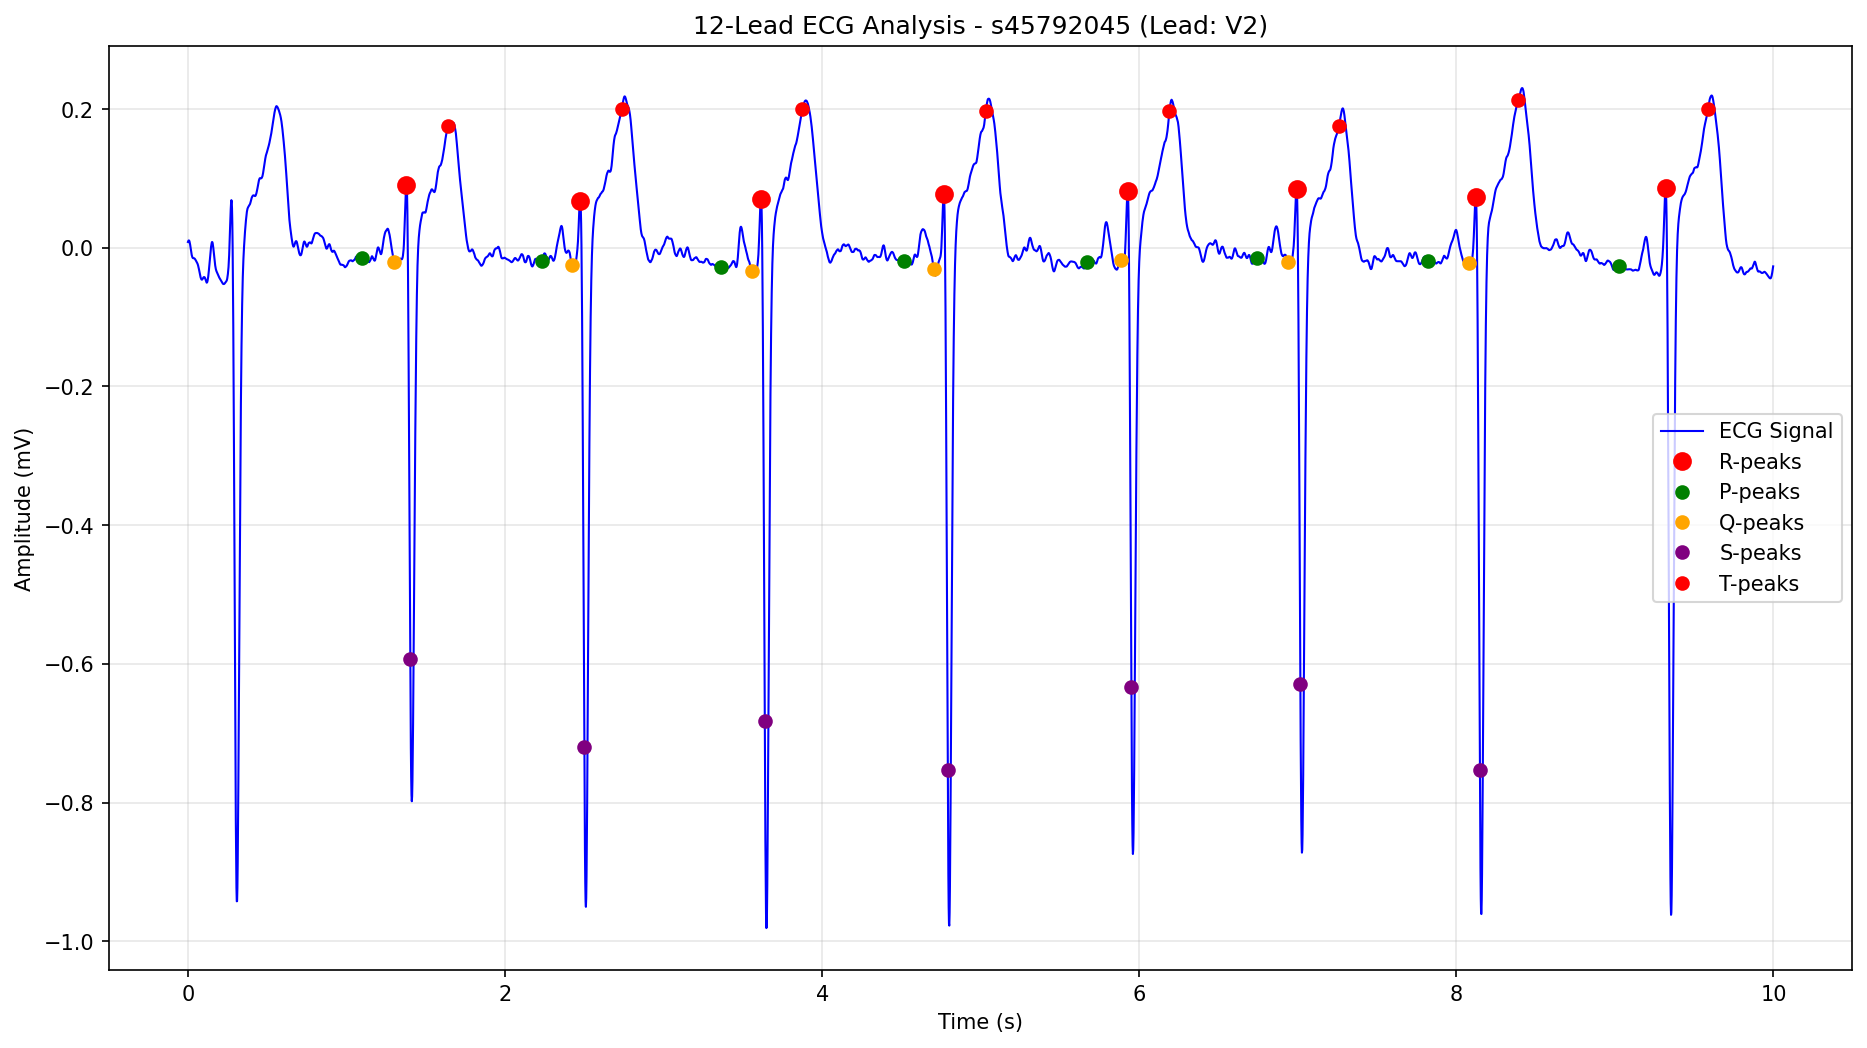 12-Lead ECG Analysis - s45792045 (Lead: V2)
0.2
0.0
−0.2
−0.4
−0.6
−0.8
−1.0
Amplitude (mV)
ECG Signal
R-peaks
P-peaks
Q-peaks
S-peaks
T-peaks
0 2 4 6 8 10
Time (s)